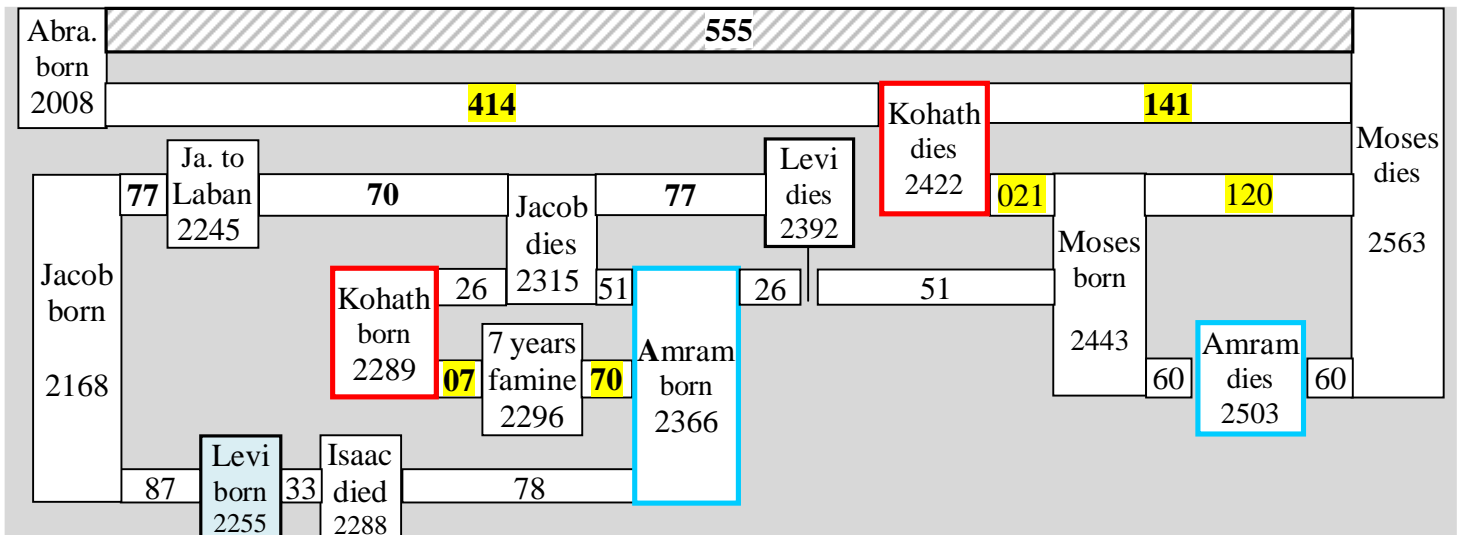 Abra.
born
2008
555
414
Kohath
dies
2422
141
Moses
dies
2563
Jacob
born
2168
77
Ja. to
Laban
2245
70
Jacob
dies
2315
77
Levi
dies
2392
021
Moses
born
2443
120
Kohath
born
2289
26
51
Amram
born
2366
26
51
07
7 years
famine
2296
70
60
Amram
dies
2503
60
87
Levi
born
2255
33
Isaac
died
2288
78